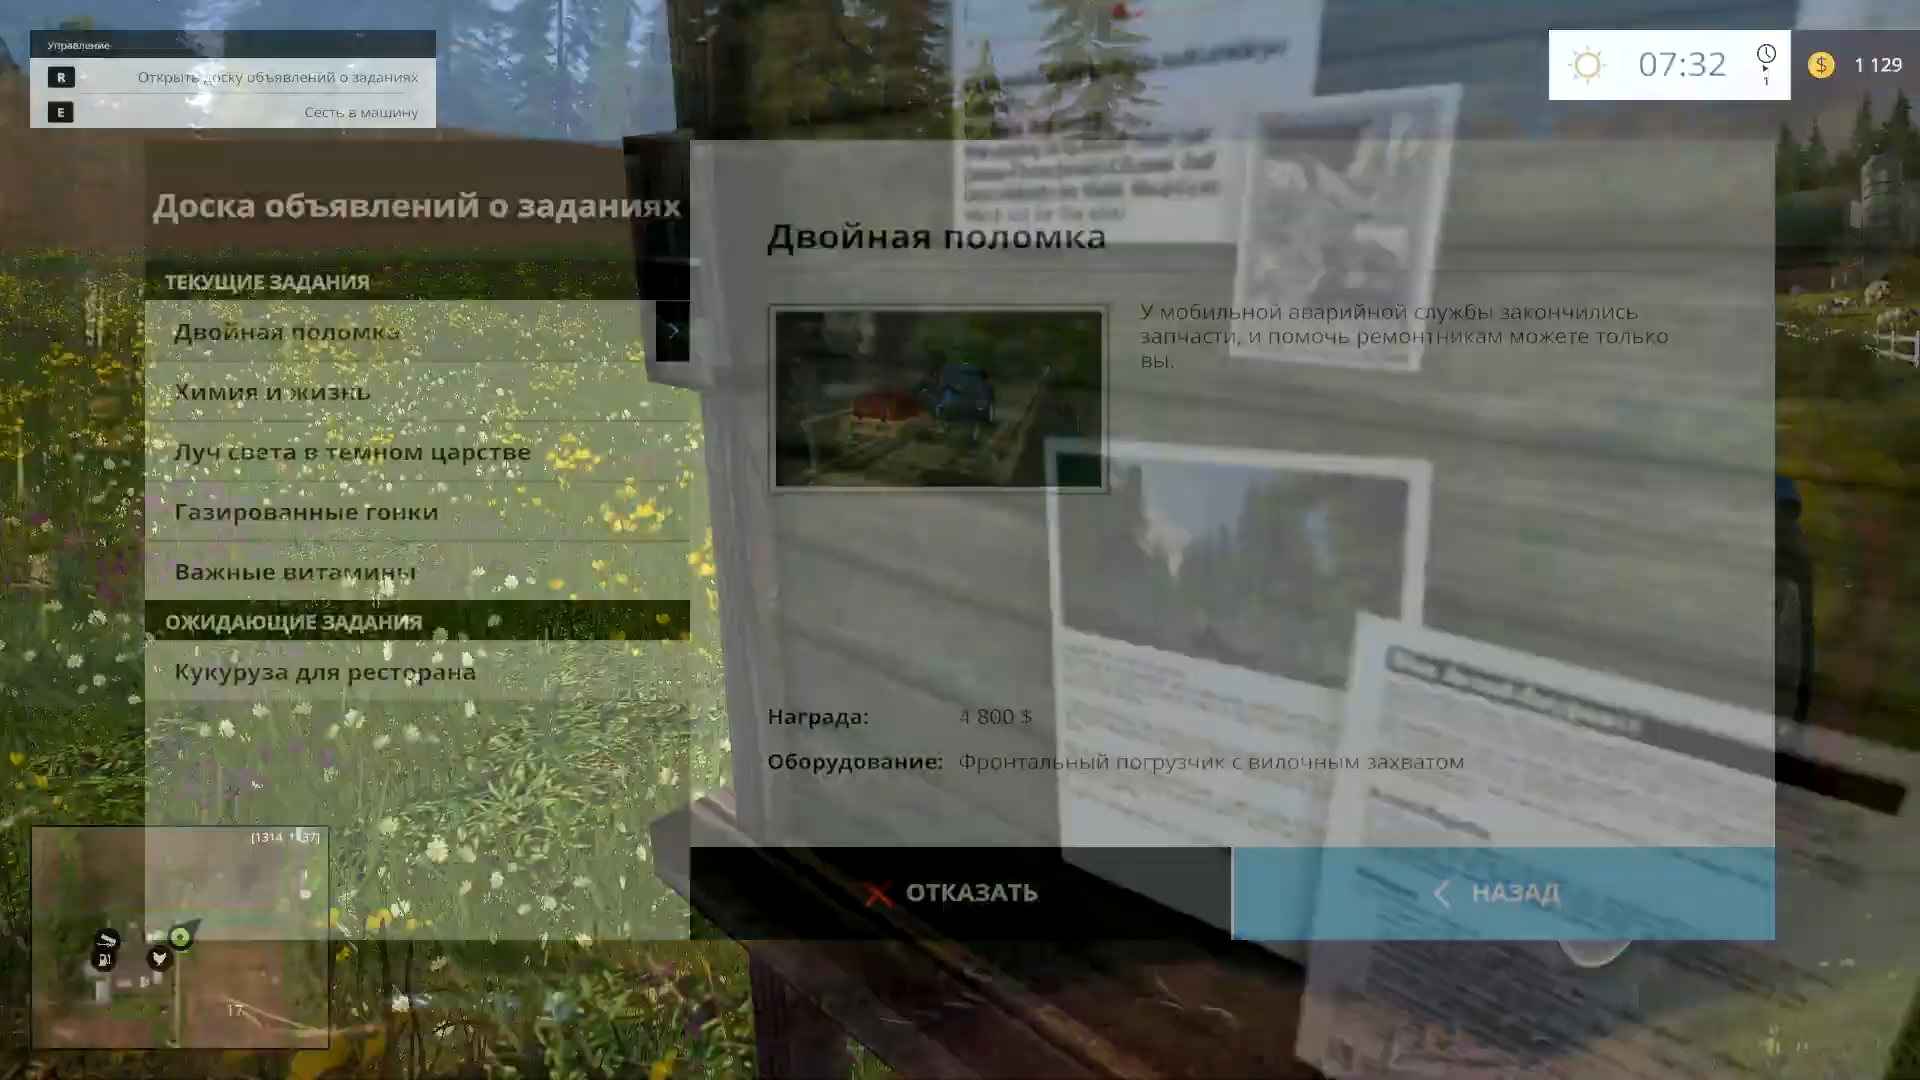 Управление
R Открыть доску объявлений о заданиях
E Сесть в машину
07:32
1
$ 1 129
Доска объявлений о заданиях
ТЕКУЩИЕ ЗАДАНИЯ
Двойная поломка
Химия и жизнь
Луч света в темном царстве
Газированные гонки
Важные витамины
ОЖИДАЮЩИЕ ЗАДАНИЯ
Кукуруза для ресторана
Двойная поломка
У мобильной аварийной службы закончились
запчасти, и помочь ремонтникам можете только
вы.
Награда: 4 800 $
Оборудование: Фронтальный погрузчик с вилочным захватом
ОТКАЗАТЬ
НАЗАД
17